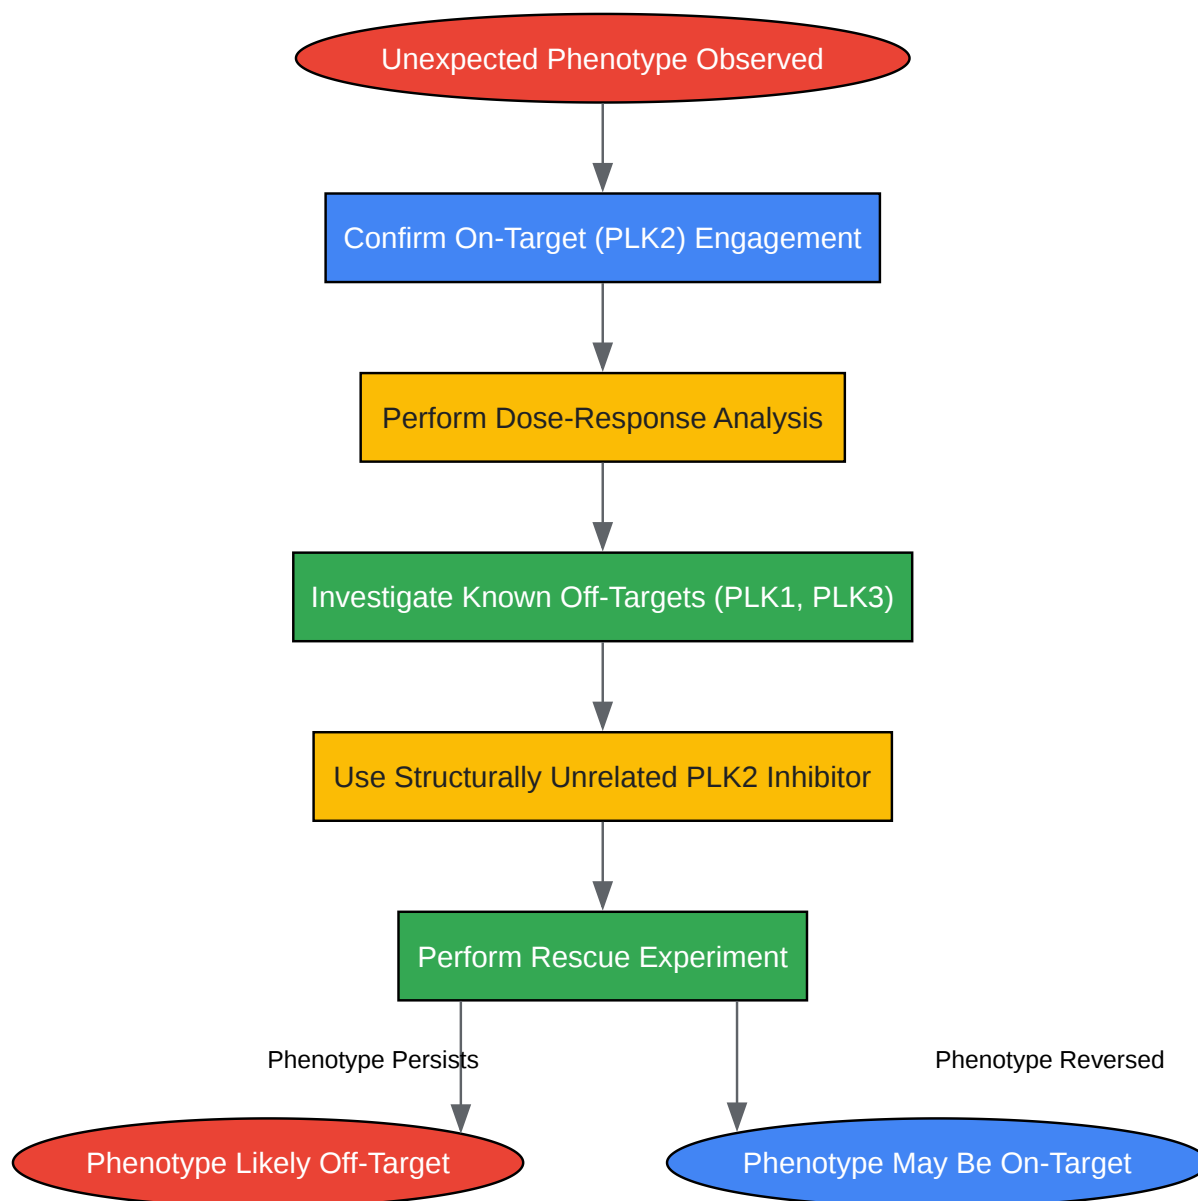 Unexpected Phenotype Observed
Confirm On-Target (PLK2) Engagement
Perform Dose-Response Analysis
Investigate Known Off-Targets (PLK1, PLK3)
Use Structurally Unrelated PLK2 Inhibitor
Perform Rescue Experiment
Phenotype Persists
Phenotype Reversed
Phenotype Likely Off-Target
Phenotype May Be On-Target